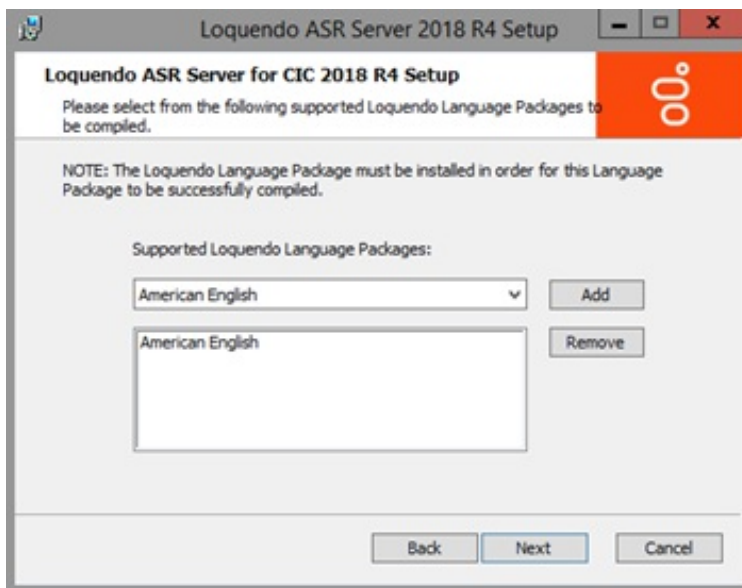 Loquendo ASR Server 2018 R4 Setup
Loquendo ASR Server for CIC 2018 R4 Setup
Please select from the following supported Loquendo Language Packages to
be compiled.
NOTE: The Loquendo Language Package must be installed in order for this Language
Package to be successfully compiled.
Supported Loquendo Language Packages:
American English
Add
American English
Remove
Back
Next
Cancel